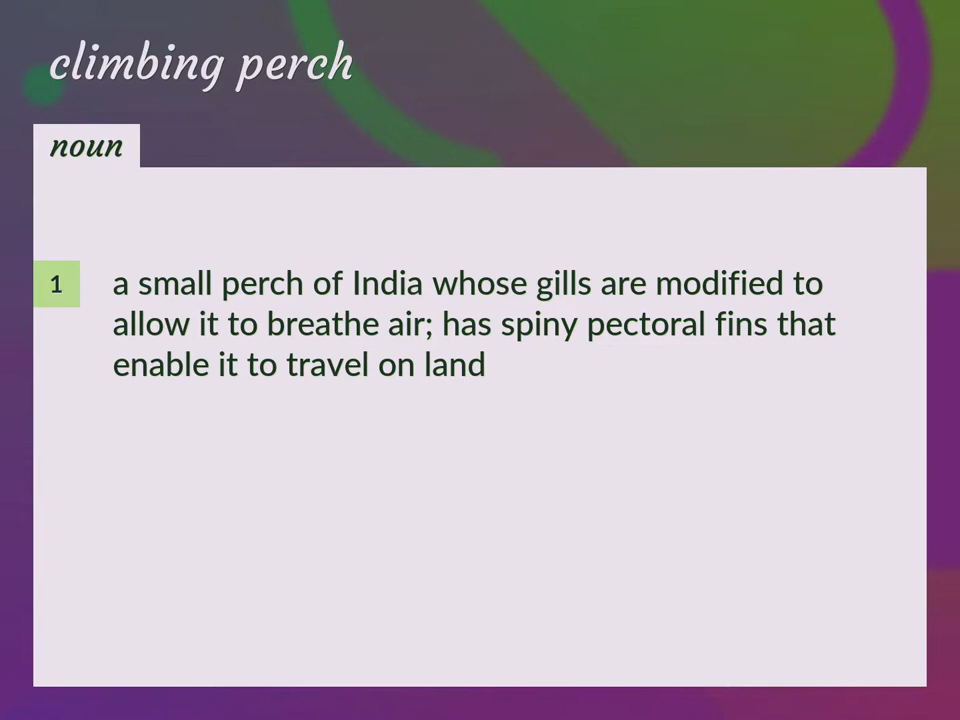 climbing perch
noun
1
a small perch of India whose gills are modified to
allow it to breathe air; has spiny pectoral fins that
enable it to travel on land